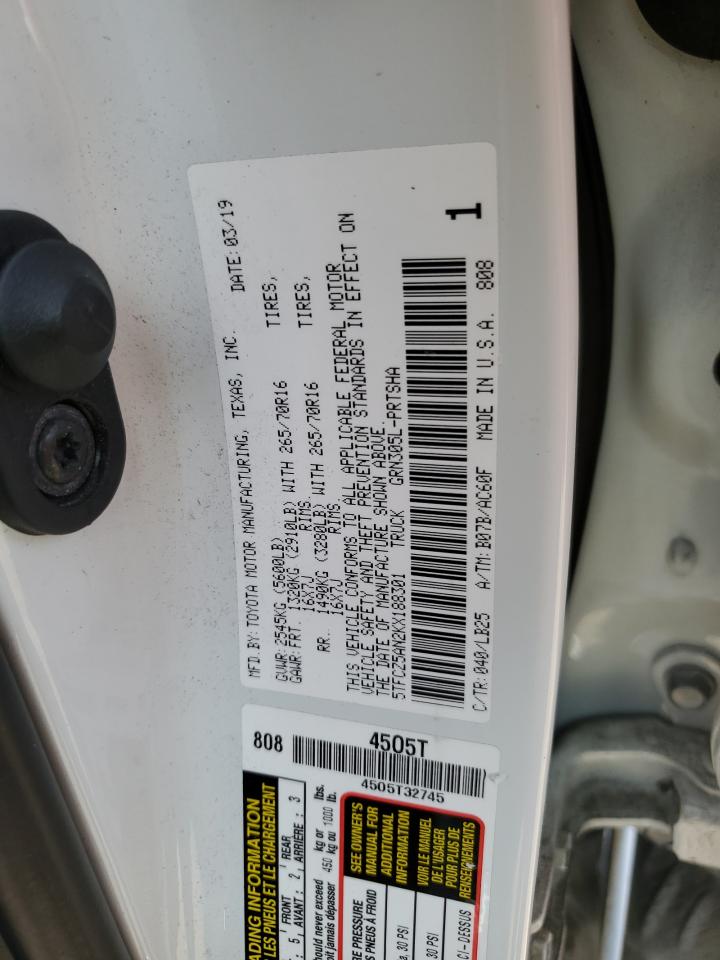 MFD. BY: TOYOTA MOTOR MANUFACTURING, TEXAS, INC. DATE: 03/19
GVWR: 2545KG (5600LB)
GAWR: FRT. 1320KG (2910LB) WITH 265/70R16 TIRES,
16X7J RIMS,
RR. 1490KG (3280LB) WITH 265/70R16 TIRES,
16X7J RIMS.
THIS VEHICLE CONFORMS TO ALL APPLICABLE FEDERAL MOTOR
VEHICLE SAFETY AND THEFT PREVENTION STANDARDS IN EFFECT ON
THE DATE OF MANUFACTURE SHOWN ABOVE.
5TFCZ5AN2KX188301 TRUCK GRN305L-PRTSHA
1
C/TR: 040/LB25 A/TM: B07B/AC60F MADE IN U.S.A. 808
808 4505T
4505T32745
ADING INFORMATION
LES PNEUS ET LE CHARGEMENT
: 5, FRONT 2, REAR 3
AVANT : ARRIÈRE :
hould never exceed 450 kg or 1000 lbs.
oit jamais dépasser kg ou lb.
RE PRESSURE
S PNEUS À FROID
a, 30 PSI
30 PSI
SEE OWNER'S
MANUAL FOR
ADDITIONAL
INFORMATION
VOIR LE MANUEL
DE L'USAGER
POUR PLUS DE
RENSEIGNEMENTS
CI-DESSUS